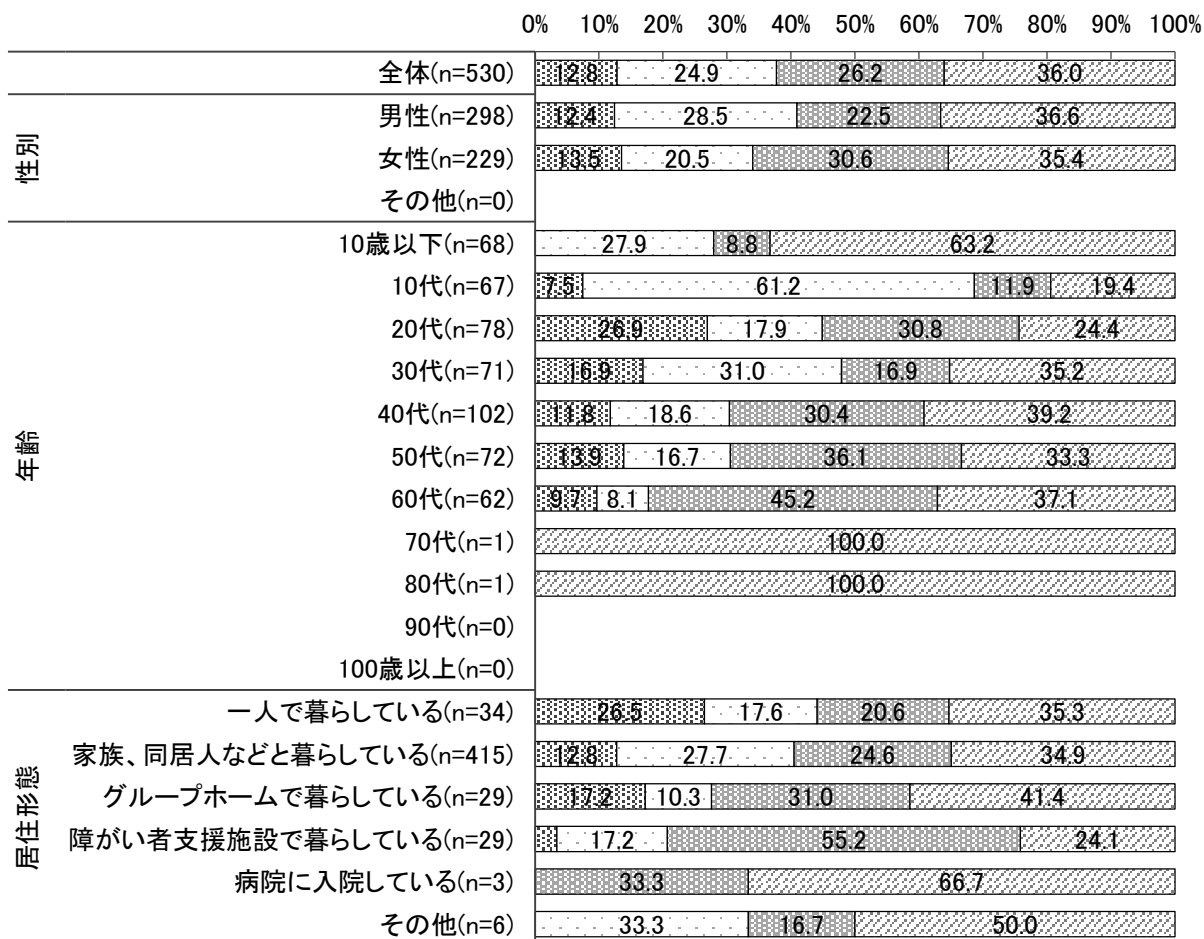 0% 10% 20% 30% 40% 50% 60% 70% 80% 90% 100%
全体(n=530) 12.8 24.9 26.2 36.0
性別
男性(n=298) 12.4 28.5 22.5 36.6
女性(n=229) 13.5 20.5 30.6 35.4
その他(n=0)
年齢
10歳以下(n=68) 27.9 8.8 63.2
10代(n=67) 7.5 61.2 11.9 19.4
20代(n=78) 26.9 17.9 30.8 24.4
30代(n=71) 16.9 31.0 16.9 35.2
40代(n=102) 11.8 18.6 30.4 39.2
50代(n=72) 13.9 16.7 36.1 33.3
60代(n=62) 9.7 8.1 45.2 37.1
70代(n=1) 100.0
80代(n=1) 100.0
90代(n=0)
100歳以上(n=0)
居住形態
一人で暮らしている(n=34) 26.5 17.6 20.6 35.3
家族、同居人などと暮らしている(n=415) 12.8 27.7 24.6 34.9
グループホームで暮らしている(n=29) 17.2 10.3 31.0 41.4
障がい者支援施設で暮らしている(n=29) 17.2 55.2 24.1
病院に入院している(n=3) 33.3 66.7
その他(n=6) 33.3 16.7 50.0